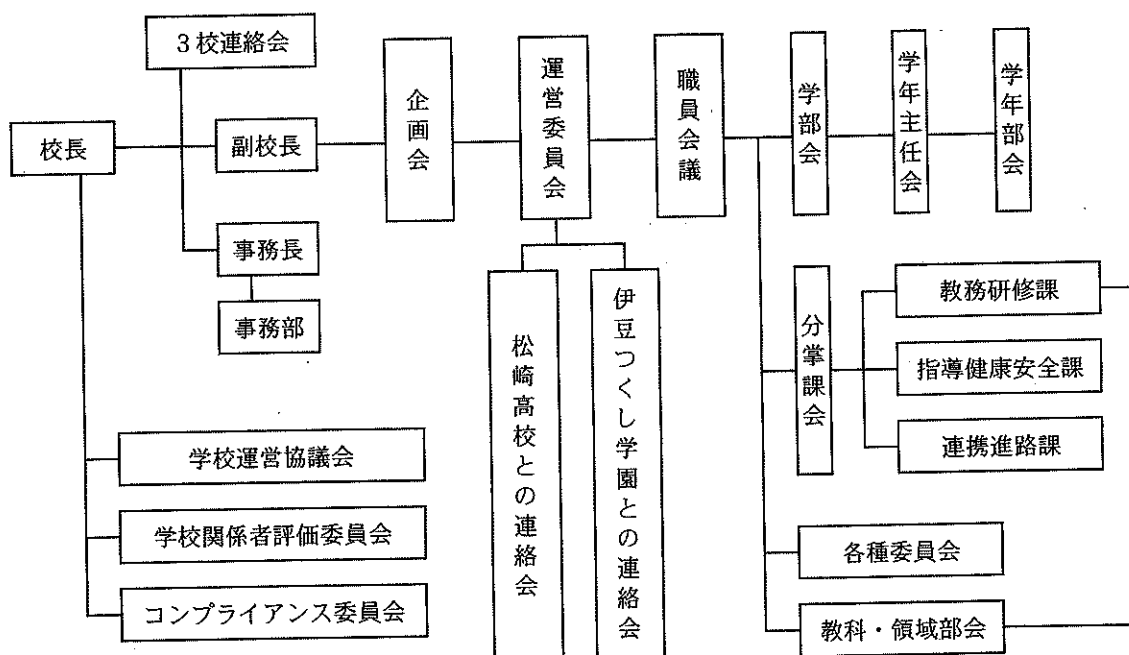 3校連絡会
校長
副校長
事務長
事務部
企画会
運営委員会
職員会議
学部会
学年主任会
学年部会
松崎高校との連絡会
伊豆つくし学園との連絡会
分掌課会
教務研修課
指導健康安全課
連携進路課
各種委員会
教科・領域部会
学校運営協議会
学校関係者評価委員会
コンプライアンス委員会